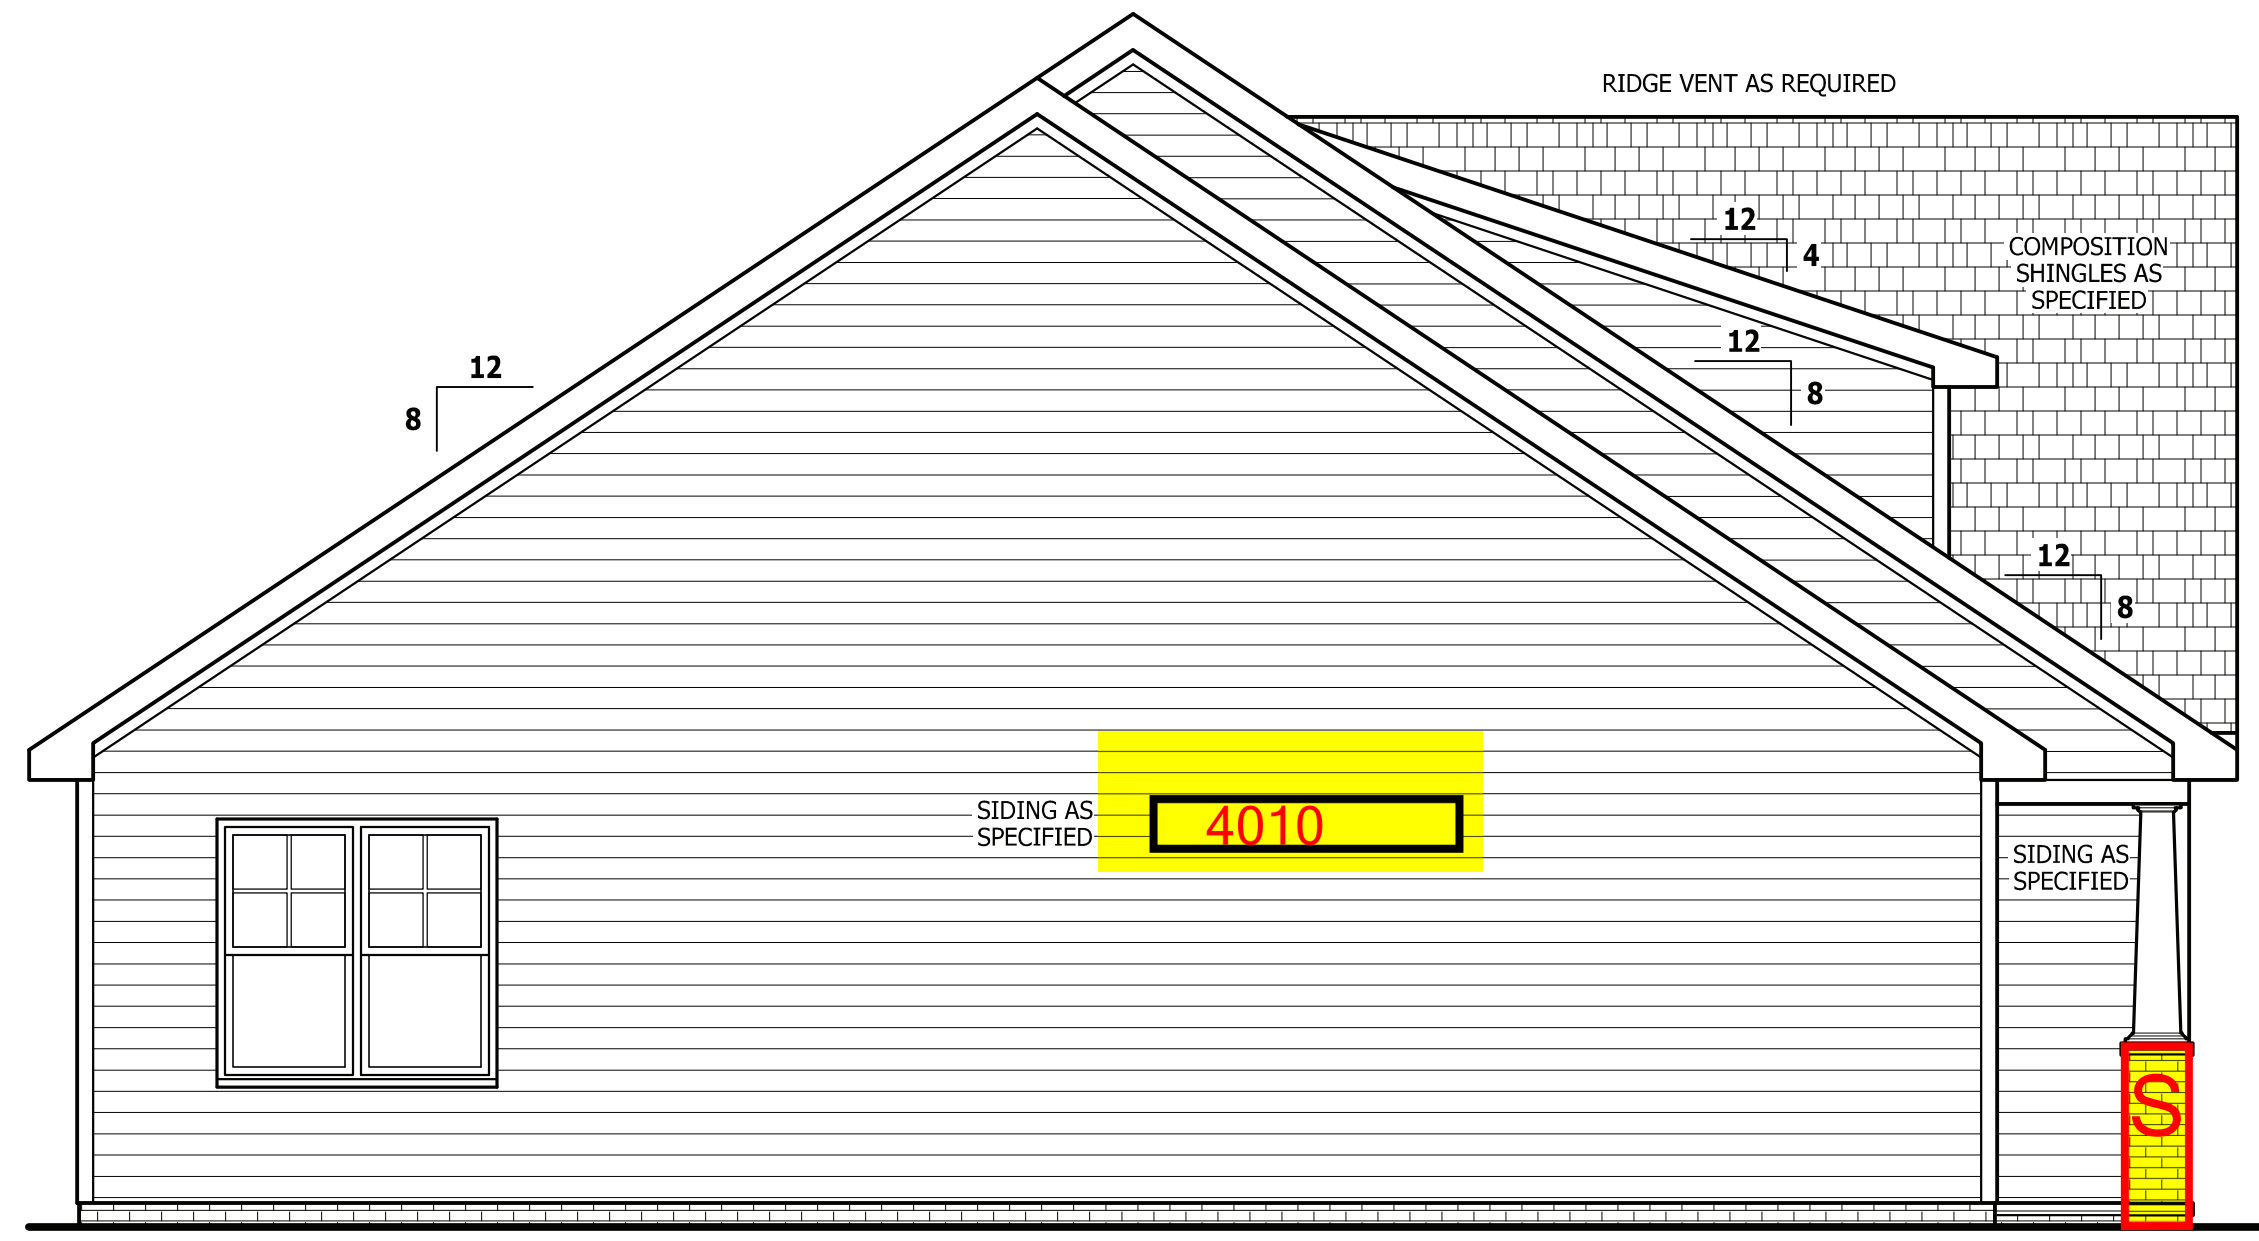 RIDGE VENT AS REQUIRED
12
4
COMPOSITION
SHINGLES AS
SPECIFIED
12
8
12
8
12
8
SIDING AS
SPECIFIED
4010
SIDING AS
SPECIFIED
S